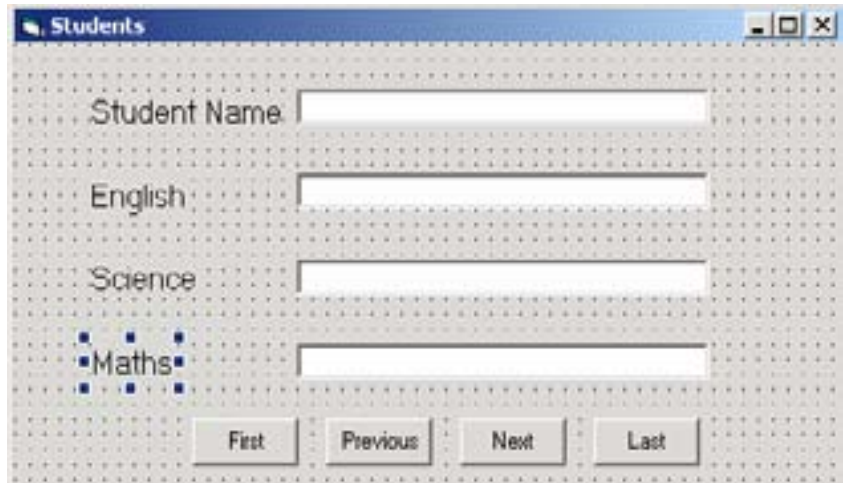 Students
Student Name
English
Science
Maths
First Previous Next Last